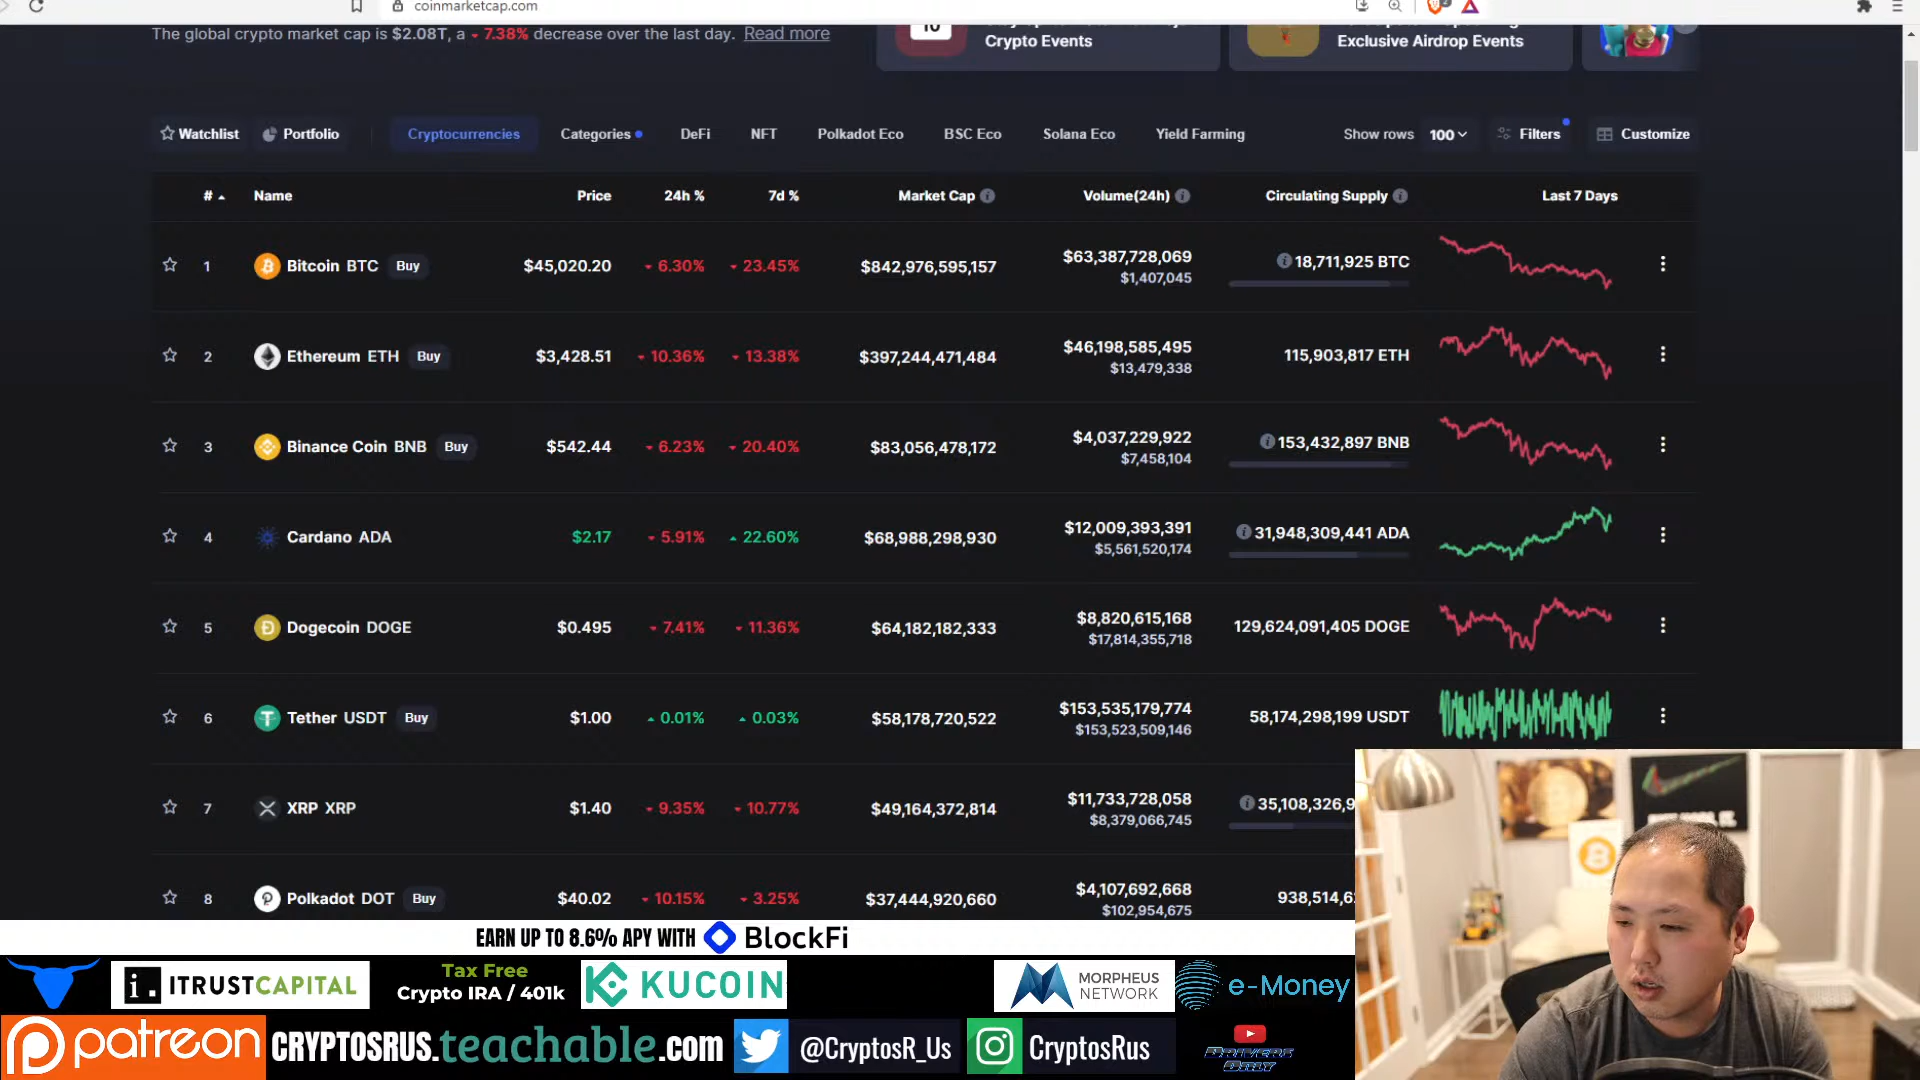 coinmarketcap.com
The global crypto market cap is $2.08T, a 7.38% decrease over the last day. Read more
10
Crypto Events
Exclusive Airdrop Events
Watchlist Portfolio Cryptocurrencies Categories DeFi NFT Polkadot Eco BSC Eco Solana Eco Yield Farming Show rows 100 Filters Customize
# Name Price 24h % 7d % Market Cap Volume(24h) Circulating Supply Last 7 Days
1 Bitcoin BTC Buy $45,020.20 6.30% 23.45% $842,976,595,157 $63,387,728,069 18,711,925 BTC
$1,407,045
2 Ethereum ETH Buy $3,428.51 10.36% 13.38% $397,244,471,484 $46,198,585,495 115,903,817 ETH
$13,479,338
3 Binance Coin BNB Buy $542.44 6.23% 20.40% $83,056,478,172 $4,037,229,922 153,432,897 BNB
$7,458,104
4 Cardano ADA $2.17 5.91% 22.60% $68,988,298,930 $12,009,393,391 31,948,309,441 ADA
$5,561,520,174
5 Dogecoin DOGE $0.495 7.41% 11.36% $64,182,182,333 $8,820,615,168 129,624,091,405 DOGE
$17,814,355,718
6 Tether USDT Buy $1.00 0.01% 0.03% $58,178,720,522 $153,535,179,774 58,174,298,199 USDT
$153,523,509,146
7 XRP XRP $1.40 9.35% 10.77% $49,164,372,814 $11,733,728,058 35,108,326,9
$8,379,066,745
8 Polkadot DOT Buy $40.02 10.15% 3.25% $37,444,920,660 $4,107,692,668 938,514,6
$102,954,675
EARN UP TO 8.6% APY WITH BlockFi
i. ITRUSTCAPITAL
Tax Free
Crypto IRA / 401k
KUCOIN
MORPHEUS
NETWORK
e-Money
patreon
CRYPTOSRUS.teachable.com
@CryptosR_Us
CryptosRus